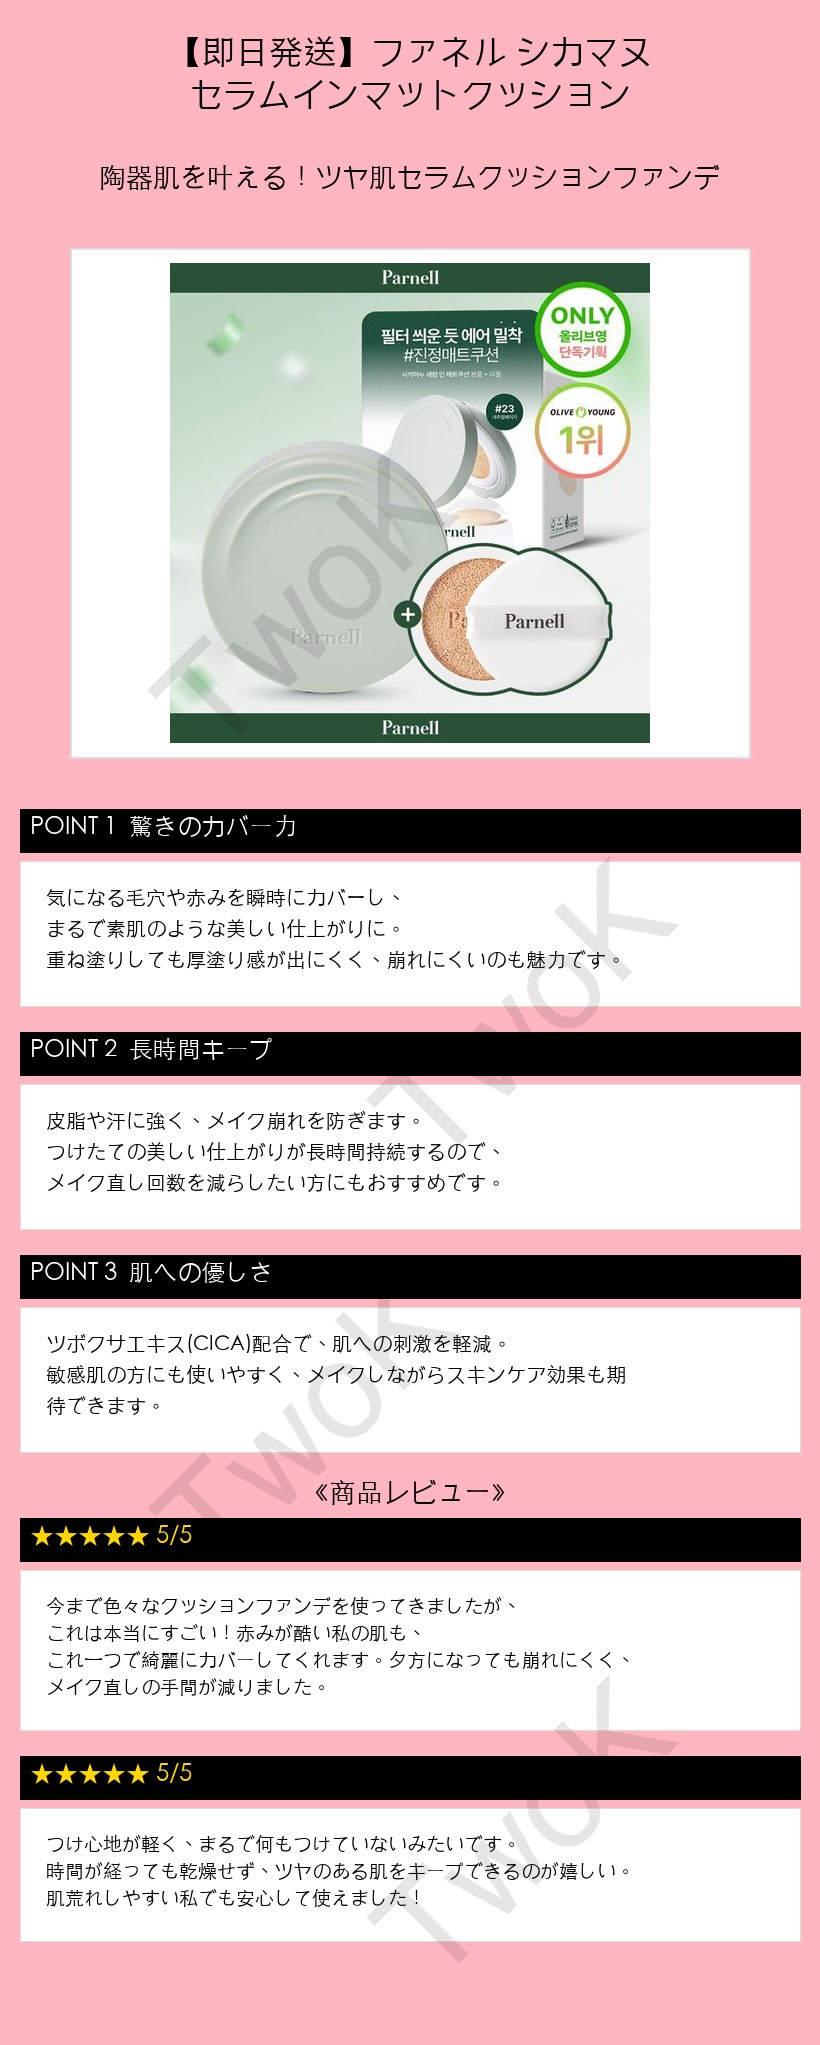 【即日発送】ファネル シカマヌ
セラムインマットクッション
陶器肌を叶える！ツヤ肌セラムクッションファンデ
Parnell
ONLY
올리브영
단독기획
필터 씌운 듯 에어 밀착
#진정매트쿠션
시카마누 세럼 인 매트쿠션 본품 + 리필
#23
OLIVE YOUNG
1위
rnell
+
Pa
Parnell
Parnell
Parnell
TwoK
POINT 1 驚きのカバー力
気になる毛穴や赤みを瞬時にカバーし、
まるで素肌のような美しい仕上がりに。
重ね塗りしても厚塗り感が出にくく、崩れにくいのも魅力です。
TwoK
POINT 2 長時間キープ
皮脂や汗に強く、メイク崩れを防ぎます。
つけたての美しい仕上がりが長時間持続するので、
メイク直し回数を減らしたい方にもおすすめです。
POINT 3 肌への優しさ
ツボクサエキス(CICA)配合で、肌への刺激を軽減。
敏感肌の方にも使いやすく、メイクしながらスキンケア効果も期
待できます。
TwoK
《商品レビュー》
★★★★★ 5/5
今まで色々なクッションファンデを使ってきましたが、
これは本当にすごい！赤みが酷い私の肌も、
これ一つで綺麗にカバーしてくれます。夕方になっても崩れにくく、
メイク直しの手間が減りました。
★★★★★ 5/5
つけ心地が軽く、まるで何もつけていないみたいです。
時間が経っても乾燥せず、ツヤのある肌をキープできるのが嬉しい。
肌荒れしやすい私でも安心して使えました！
TwoK